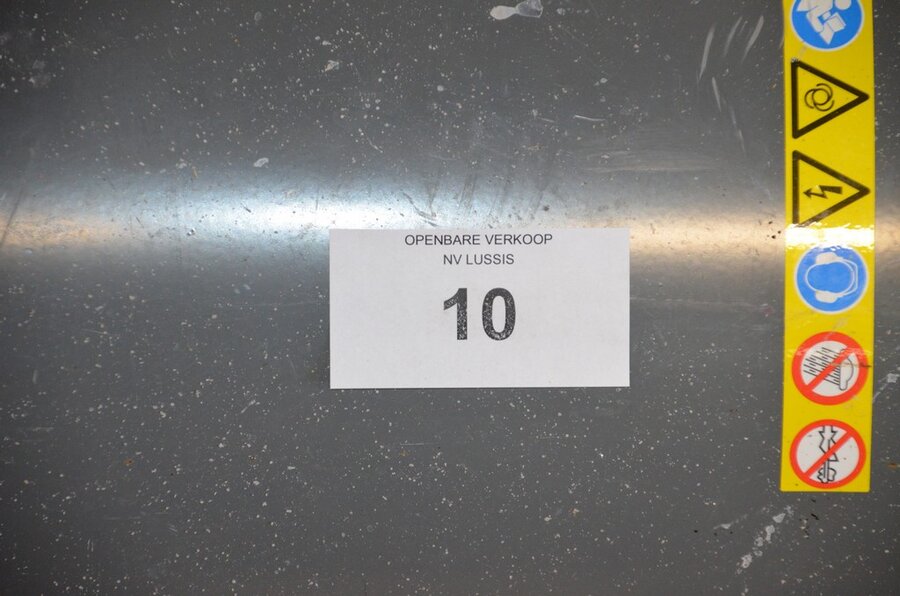 OPENBARE VERKOOP
NV LUSSIS
10